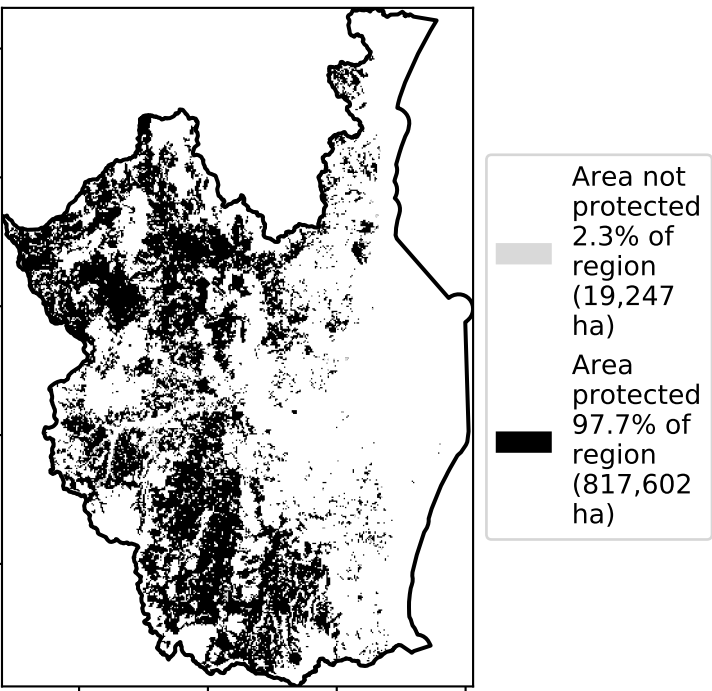 Area not
protected
2.3% of
region
(19,247
ha)
Area
protected
97.7% of
region
(817,602
ha)